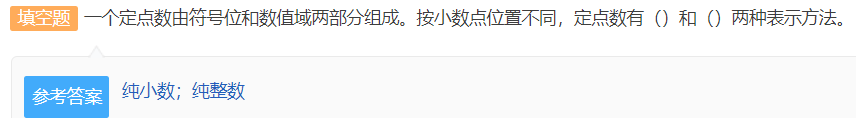 填空题 一个定点数由符号位和数值域两部分组成。按小数点位置不同，定点数有（）和（）两种表示方法。
参考答案 纯小数；纯整数